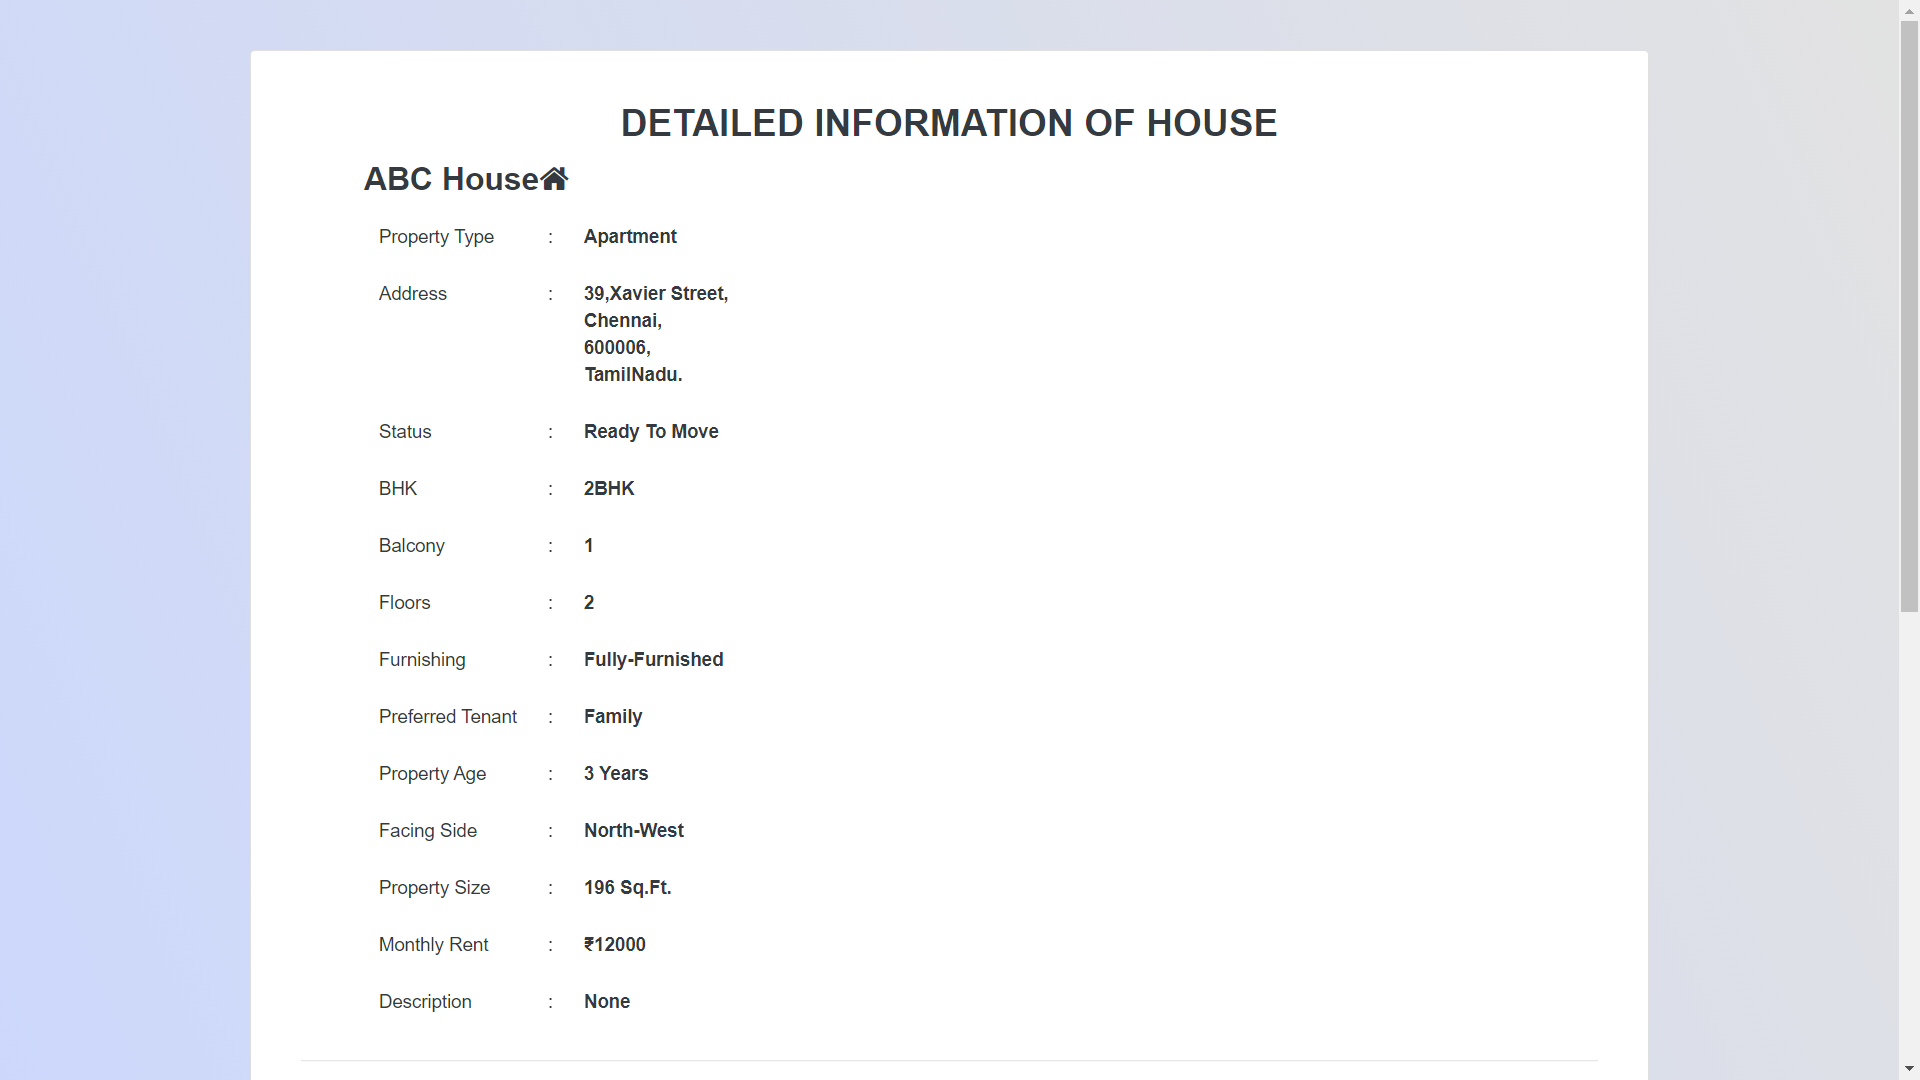 DETAILED INFORMATION OF HOUSE
ABC House
Property Type : Apartment
Address : 39,Xavier Street,
Chennai,
600006,
TamilNadu.
Status : Ready To Move
BHK : 2BHK
Balcony : 1
Floors : 2
Furnishing : Fully-Furnished
Preferred Tenant : Family
Property Age : 3 Years
Facing Side : North-West
Property Size : 196 Sq.Ft.
Monthly Rent : ₹12000
Description : None